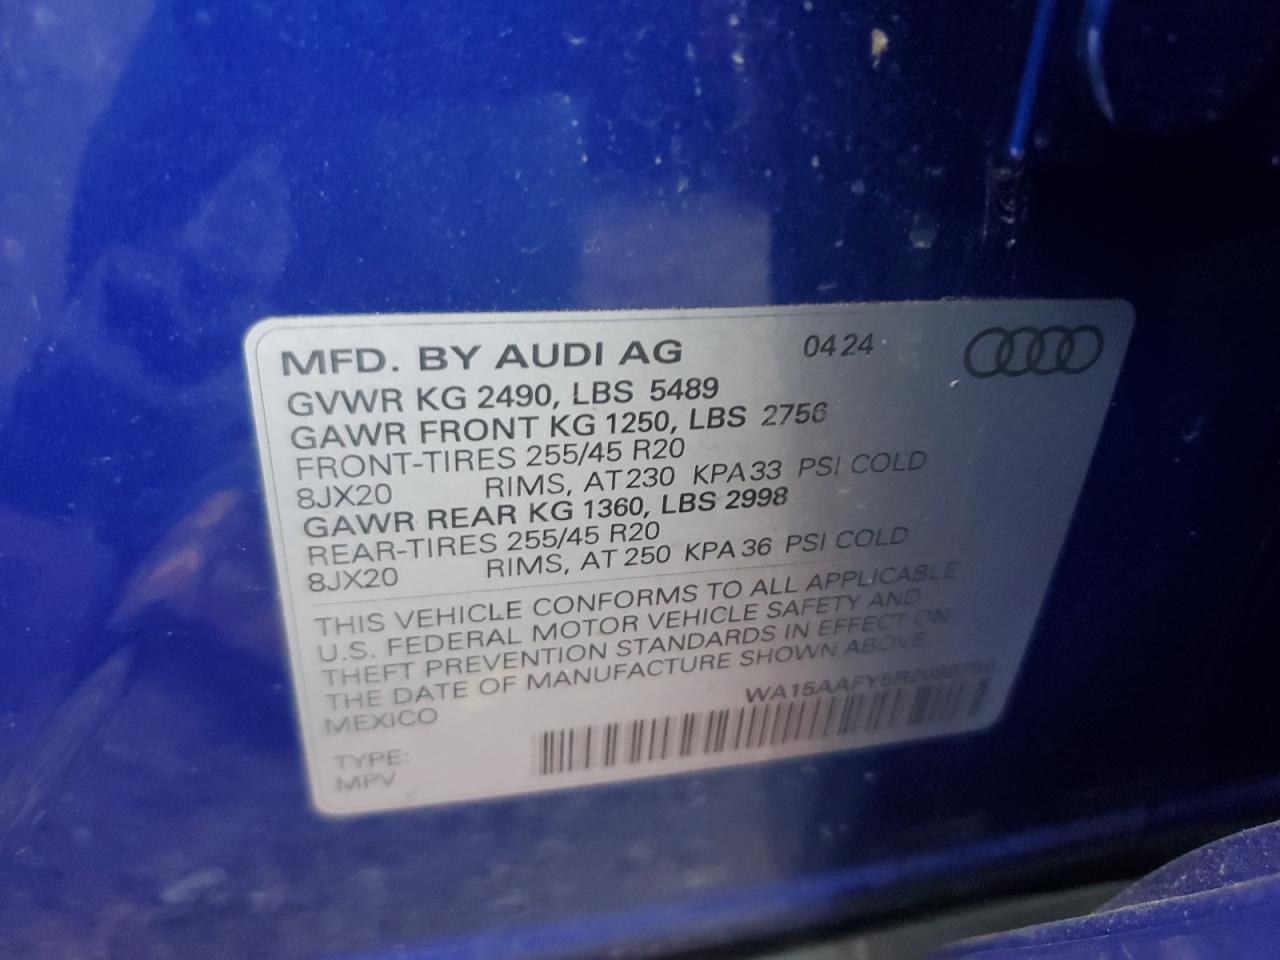 MFD. BY AUDI AG 0424
GVWR KG 2490, LBS 5489
GAWR FRONT KG 1250, LBS 2756
FRONT-TIRES 255/45 R20
8JX20 RIMS, AT 230 KPA 33 PSI COLD
GAWR REAR KG 1360, LBS 2998
REAR-TIRES 255/45 R20
8JX20 RIMS, AT 250 KPA 36 PSI COLD
THIS VEHICLE CONFORMS TO ALL APPLICABLE
U.S. FEDERAL MOTOR VEHICLE SAFETY AND
THEFT PREVENTION STANDARDS IN EFFECT ON
THE DATE OF MANUFACTURE SHOWN ABOVE.
MEXICO
TYPE:
MPV